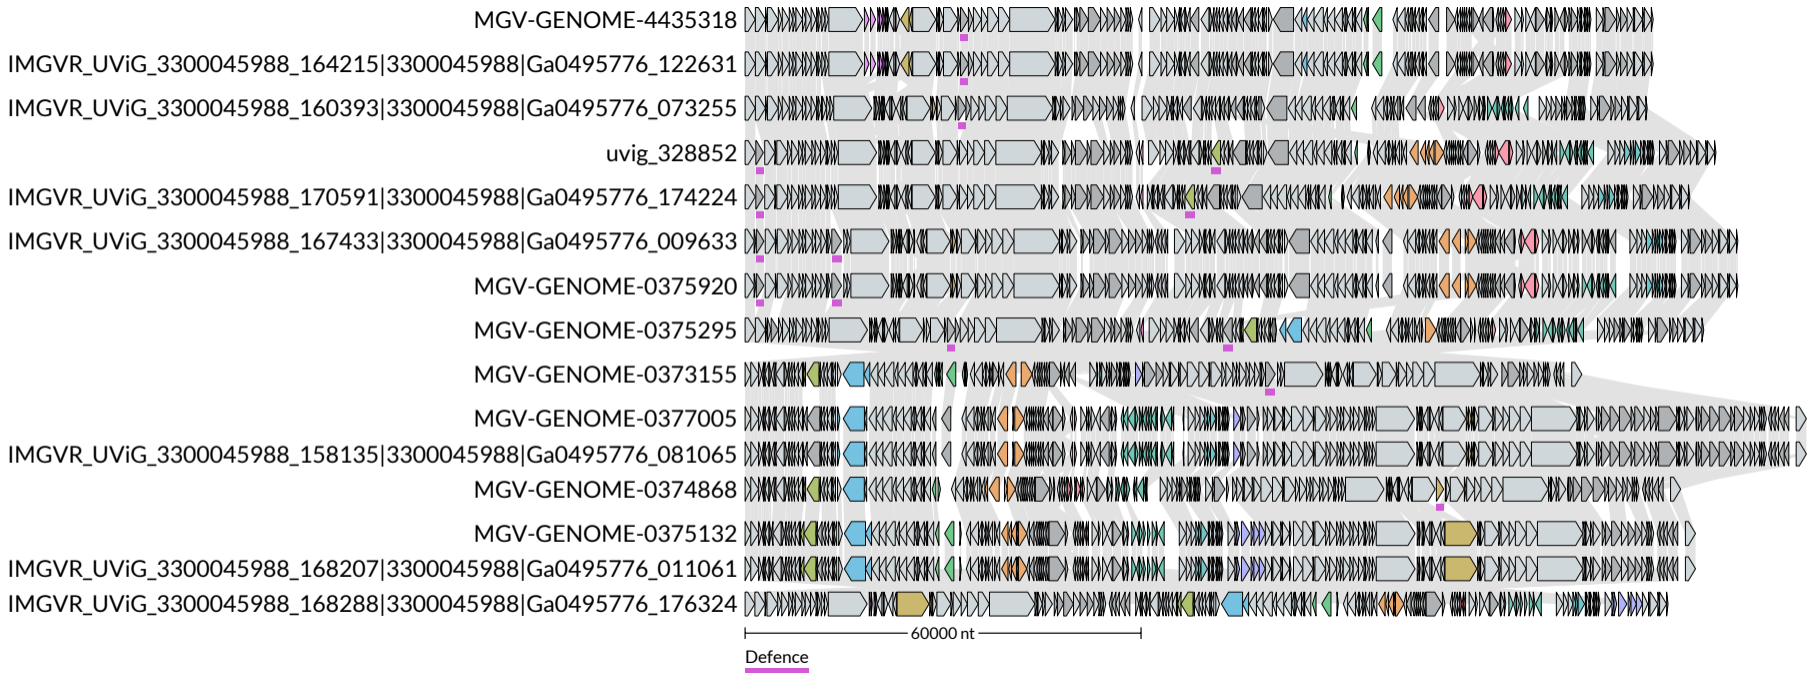 MGV-GENOME-4435318
IMGVR_UViG_3300045988_164215|3300045988|Ga0495776_122631
IMGVR_UViG_3300045988_160393|3300045988|Ga0495776_073255
uvig_328852
IMGVR_UViG_3300045988_170591|3300045988|Ga0495776_174224
IMGVR_UViG_3300045988_167433|3300045988|Ga0495776_009633
MGV-GENOME-0375920
MGV-GENOME-0375295
MGV-GENOME-0373155
MGV-GENOME-0377005
IMGVR_UViG_3300045988_158135|3300045988|Ga0495776_081065
MGV-GENOME-0374868
MGV-GENOME-0375132
IMGVR_UViG_3300045988_168207|3300045988|Ga0495776_011061
IMGVR_UViG_3300045988_168288|3300045988|Ga0495776_176324
60000 nt
Defence